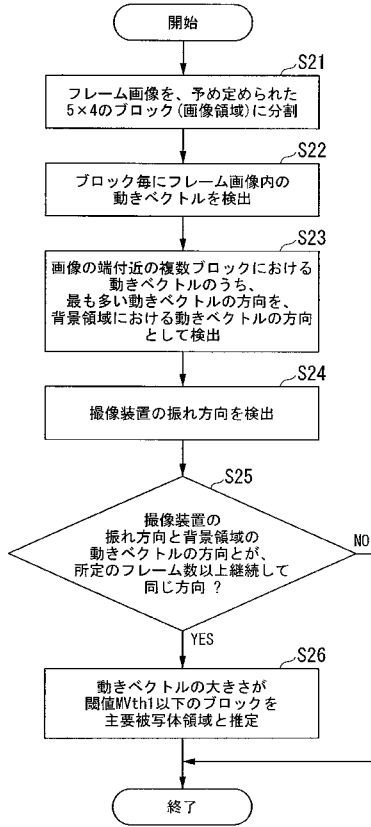 開始
S21
フレーム画像を、予め定められた
5×4のブロック(画像領域)に分割
S22
ブロック毎にフレーム画像内の
動きベクトルを検出
S23
画像の端付近の複数ブロックにおける
動きベクトルのうち、
最も多い動きベクトルの方向を、
背景領域における動きベクトルの方向
として検出
S24
撮像装置の振れ方向を検出
S25
撮像装置の
振れ方向と背景領域の
動きベクトルの方向とが、
所定のフレーム数以上継続して
同じ方向 ?
NO
YES
S26
動きベクトルの大きさが
閾値MVth1以下のブロックを
主要被写体領域と推定
終了